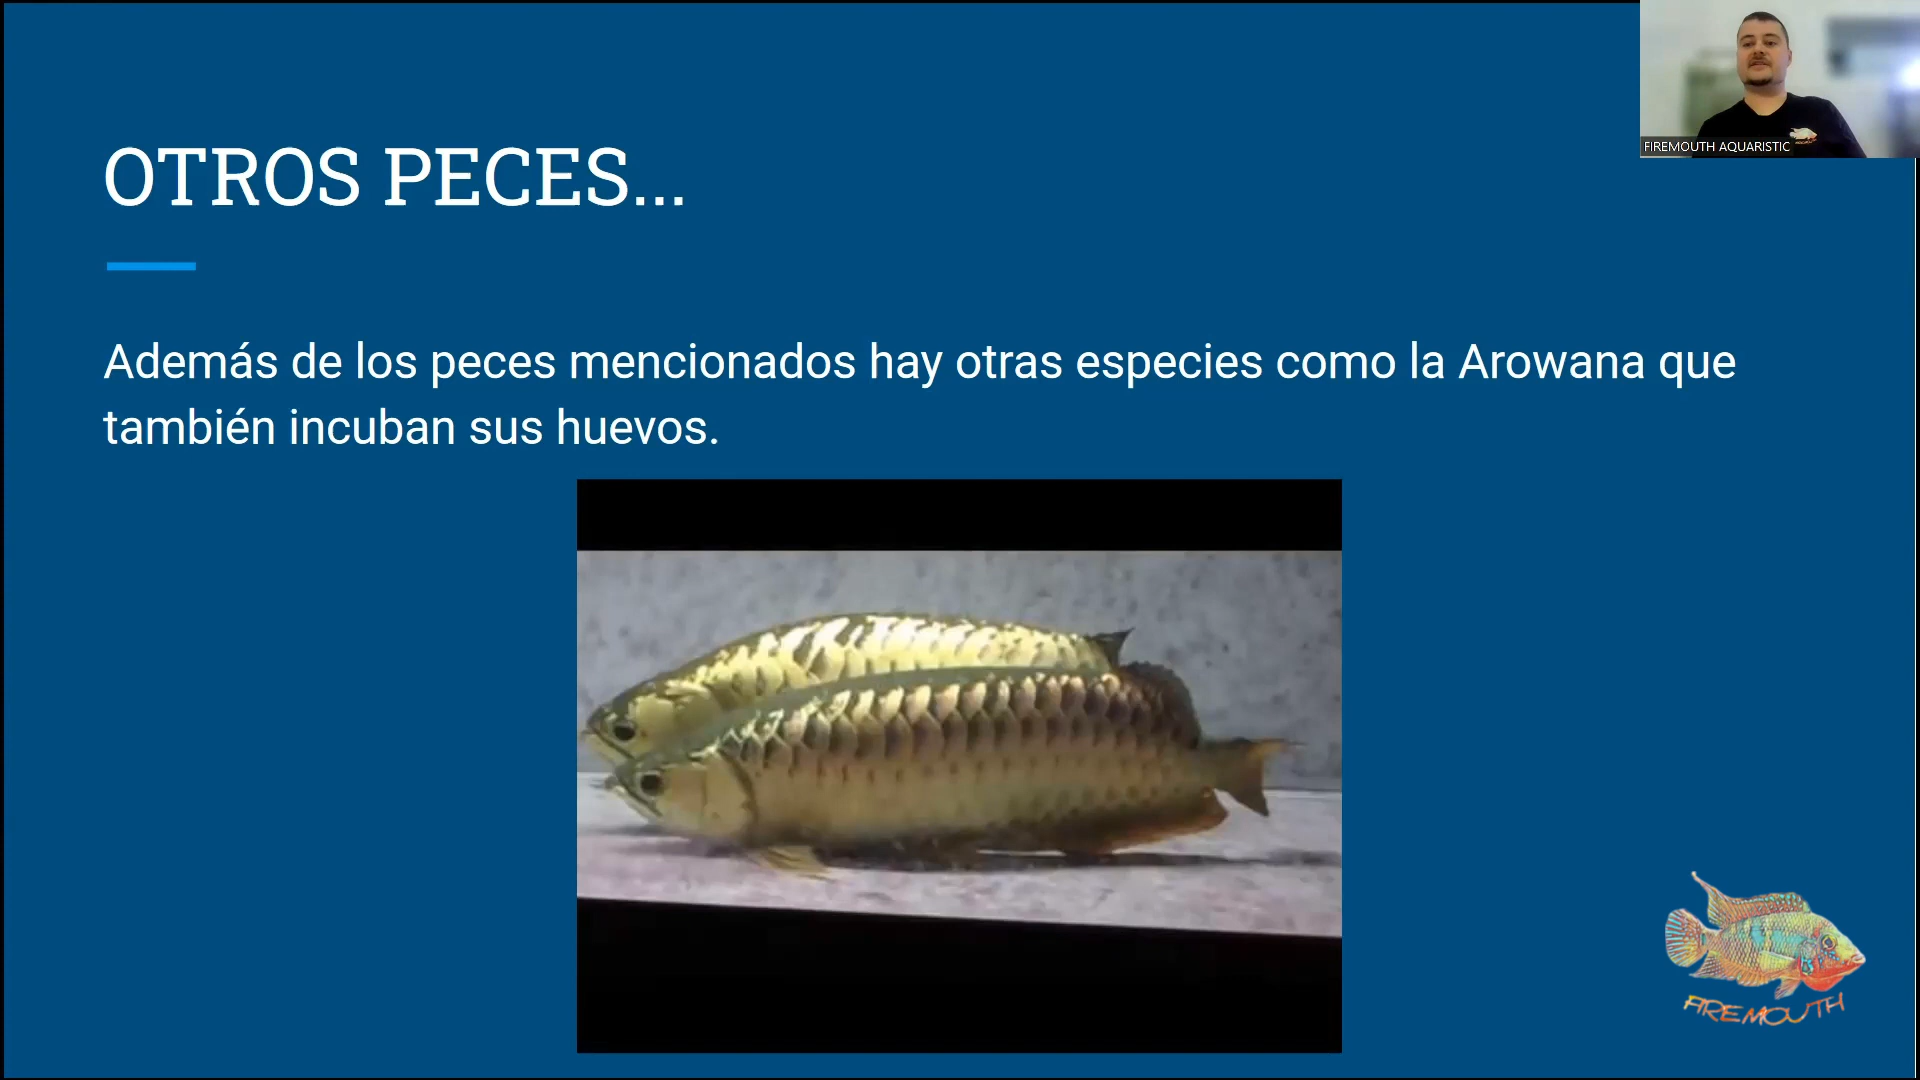 FIREMOUTH AQUARISTIC
OTROS PECES...
Además de los peces mencionados hay otras especies como la Arowana que
también incuban sus huevos.
FIREMOUTH